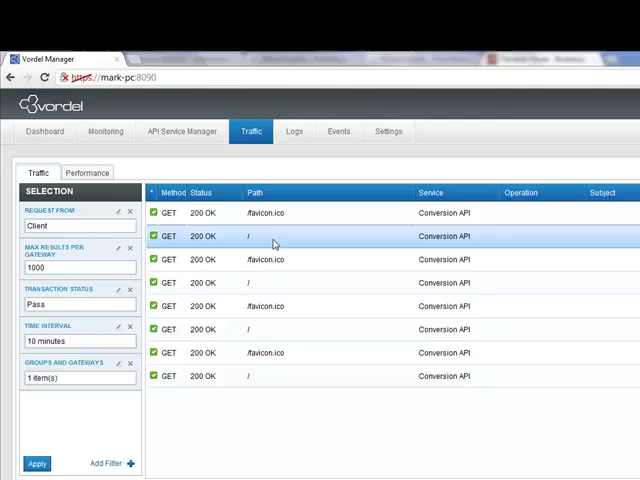 Vordel Manager
https://mark-pc:8090
vordel
Dashboard Monitoring API Service Manager Traffic Logs Events Settings
Traffic Performance
SELECTION
REQUEST FROM
Client
MAX RESULTS PER
GATEWAY
1000
TRANSACTION STATUS
Pass
TIME INTERVAL
10 minutes
GROUPS AND GATEWAYS
1 item(s)
Apply Add Filter
* Method Status Path Service Operation Subject
GET 200 OK /favicon.ico Conversion API
GET 200 OK / Conversion API
GET 200 OK /favicon.ico Conversion API
GET 200 OK / Conversion API
GET 200 OK /favicon.ico Conversion API
GET 200 OK / Conversion API
GET 200 OK /favicon.ico Conversion API
GET 200 OK / Conversion API